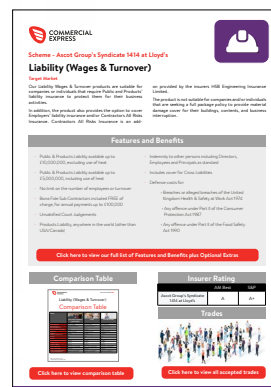 COMMERCIAL
EXPRESS
Scheme - Ascot Group's Syndicate 1414 at Lloyd's
Liability (Wages & Turnover)
Target Market
Our Liability Wages & Turnover products are suitable for
companies or individuals that require Public and Products'
liability insurance to protect them for their business
activities.
In addition, the product also provides the option to cover
Employers' liability insurance and/or Contractors All Risks
Insurance. Contractors All Risks Insurance is an add-
on provided by the insurers HSB Engineering Insurance
Limited.
The product is not suitable for companies and/or individuals
that are seeking a full package policy to provide material
damage cover for their buildings, contents, and business
interruption.
Features and Benefits
Public & Products Liability available up to
£10,000,000, excluding use of heat
Public & Products Liability available up to
£5,000,000, including use of heat
No limit on the number of employees or turnover
Bona Fide Sub-Contractors included FREE of
charge, for annual payments up to £100,000
Unsatisfied Court Judgements
Products Liability, anywhere in the world (other than
USA/Canada)
Indemnity to other persons including Directors,
Employees and Principals as standard
Includes cover for Cross Liabilities
Defence costs for:
- Breaches or alleged breaches of the United
Kingdom Health & Safety at Work Act 1974
- Any offence under Part II of the Consumer
Protection Act 1987
- Any offence under Part II of the Food Safety
Act 1990
Click here to view our full list of Features and Benefits plus Optional Extras
Comparison Table
Liability (Wages & Turnover)
Comparison Table
Click here to view comparison table
Insurer Rating
AM Best
S&P
Ascot Group's Syndicate
1414 at Lloyd's
A
A+
Trades
Click here to view all accepted trades